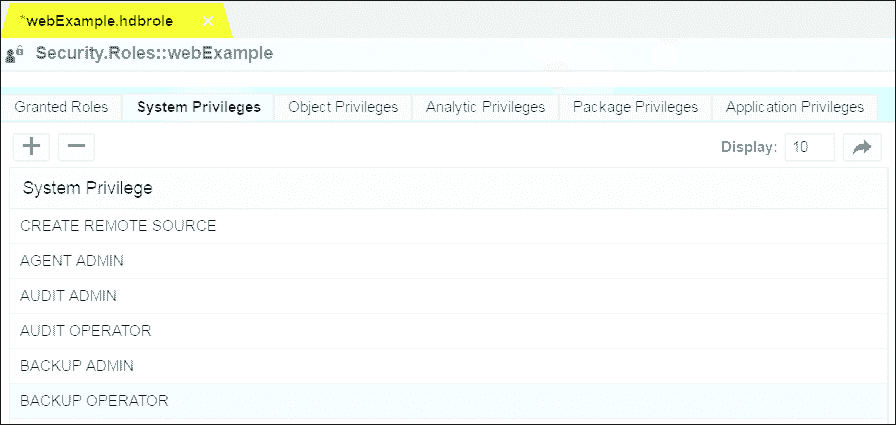 *webExample.hdbrole ×
Security.Roles::webExample
Granted Roles System Privileges Object Privileges Analytic Privileges Package Privileges Application Privileges
Display: 10
System Privilege
CREATE REMOTE SOURCE
AGENT ADMIN
AUDIT ADMIN
AUDIT OPERATOR
BACKUP ADMIN
BACKUP OPERATOR